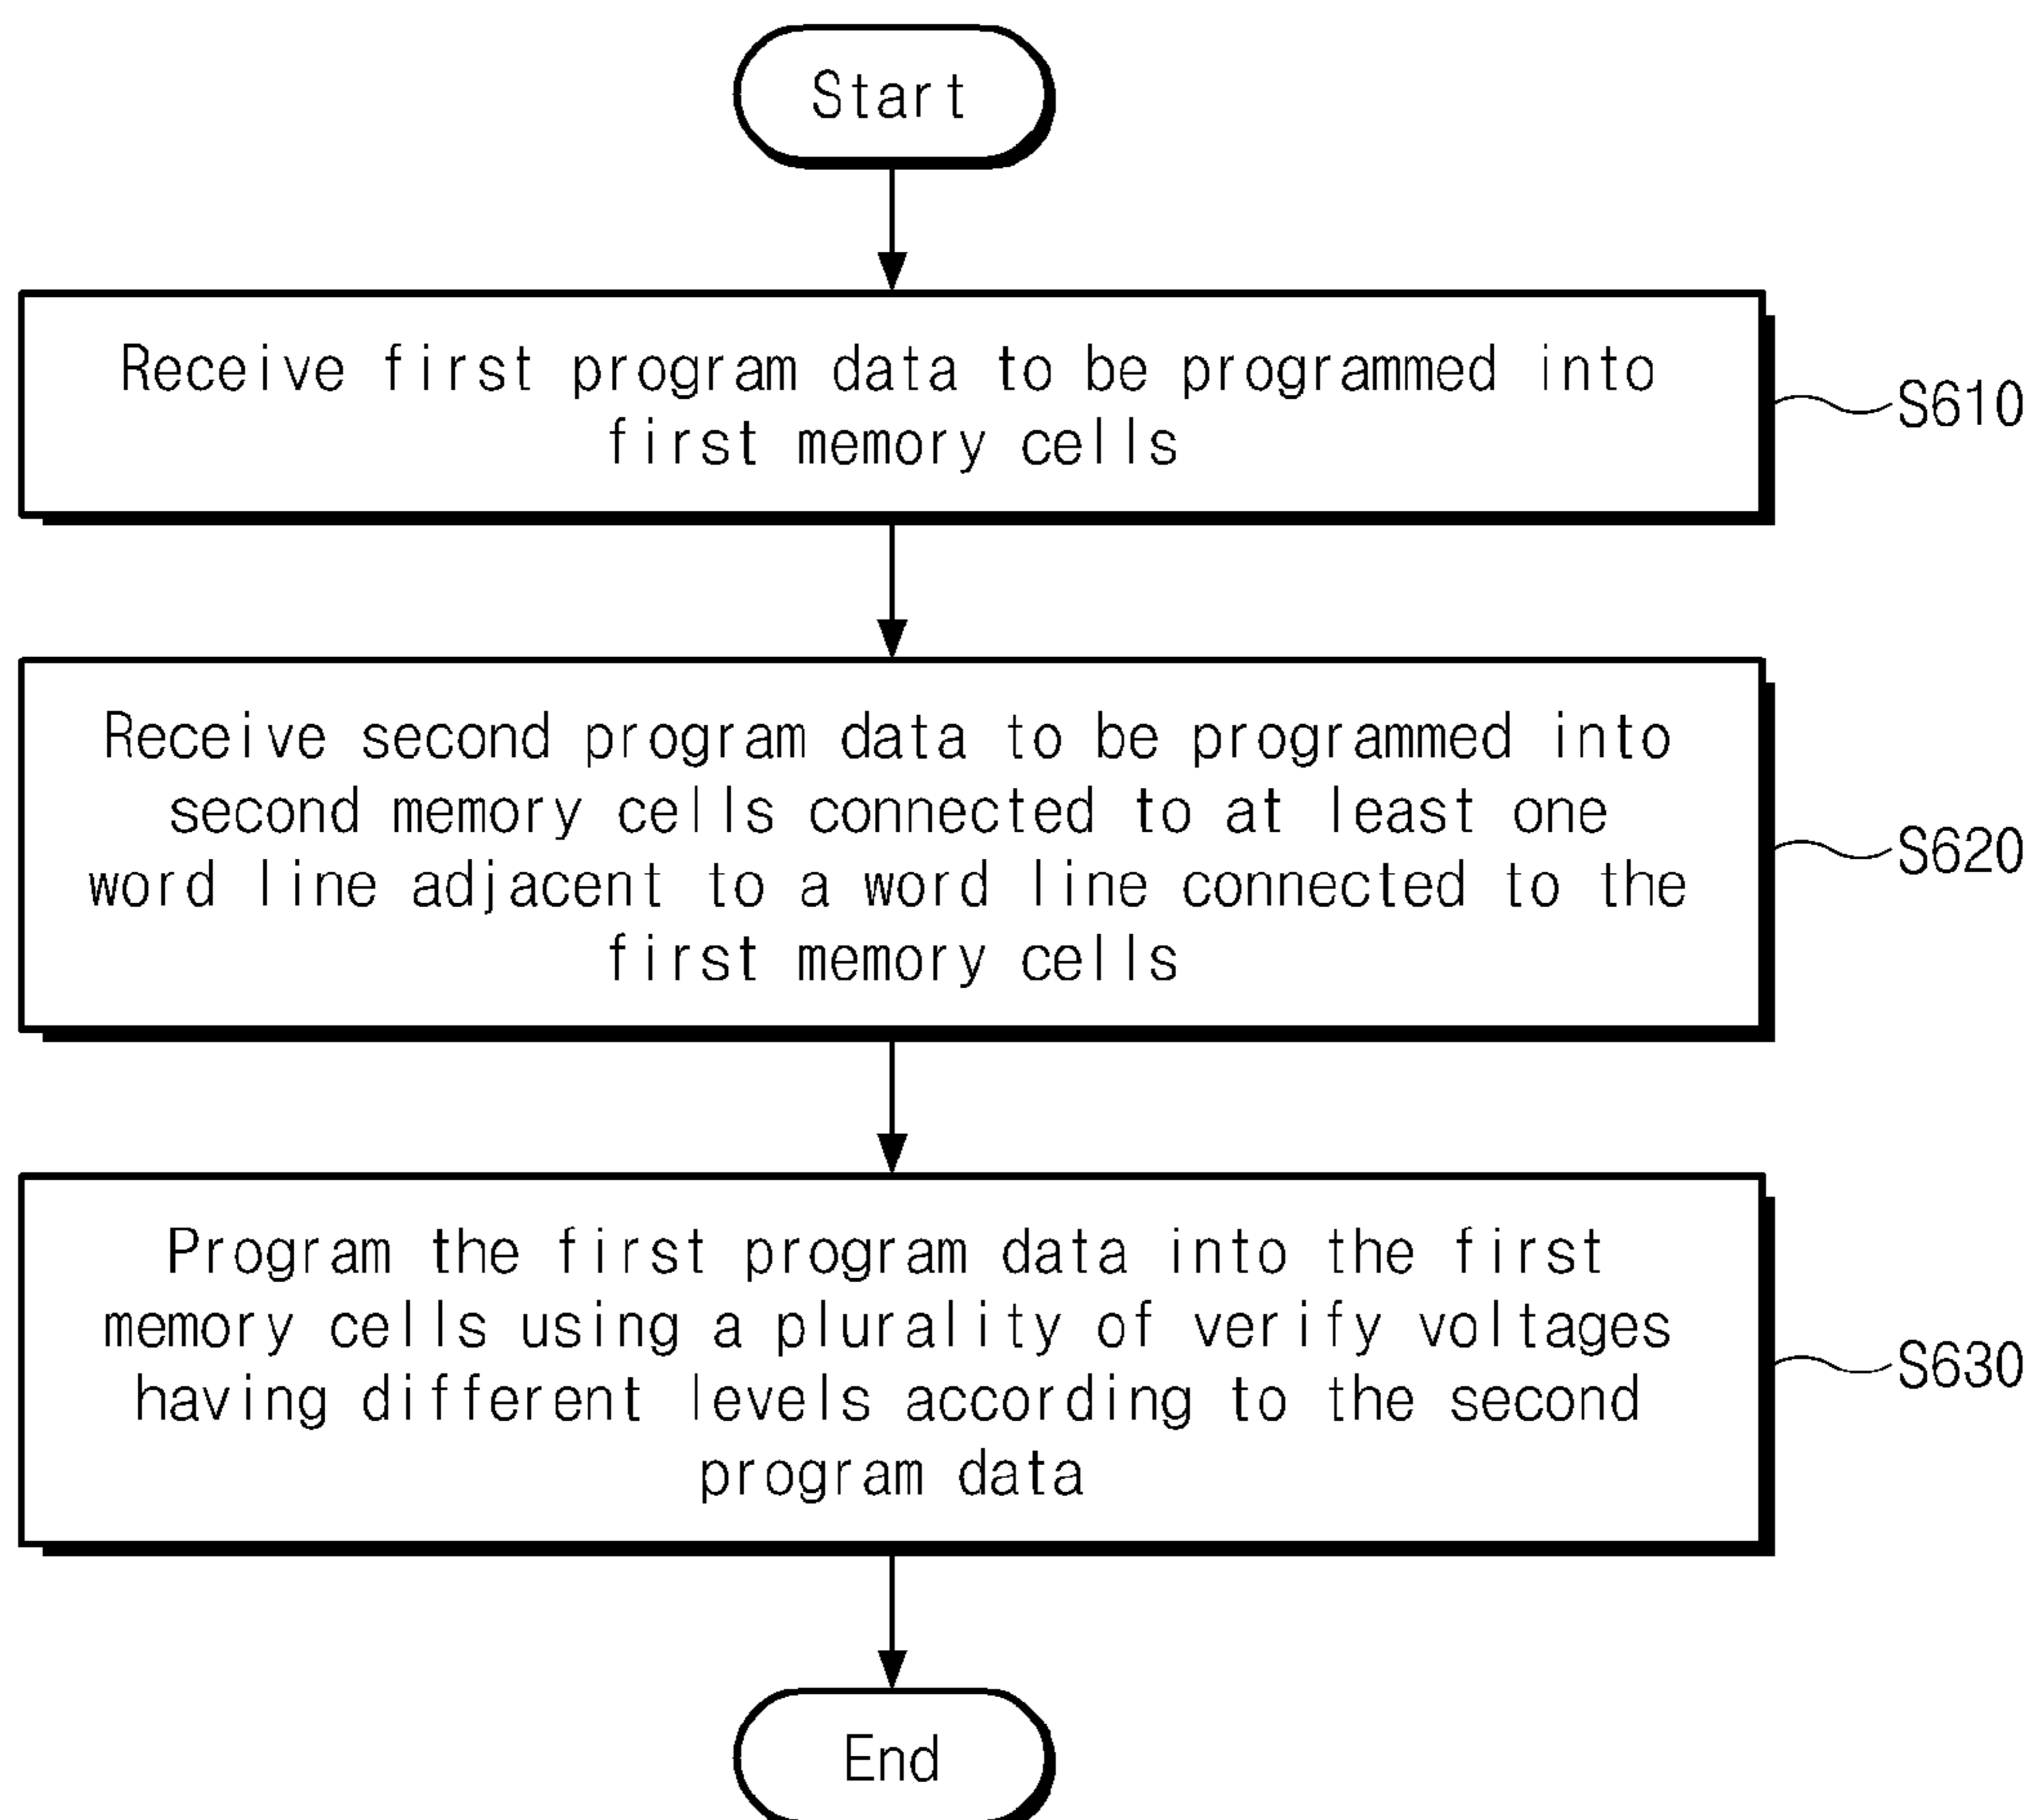 Start
Receive first program data to be programmed into
first memory cells
S610
Receive second program data to be programmed into
second memory cells connected to at least one
word line adjacent to a word line connected to the
first memory cells
S620
Program the first program data into the first
memory cells using a plurality of verify voltages
having different levels according to the second
program data
S630
End